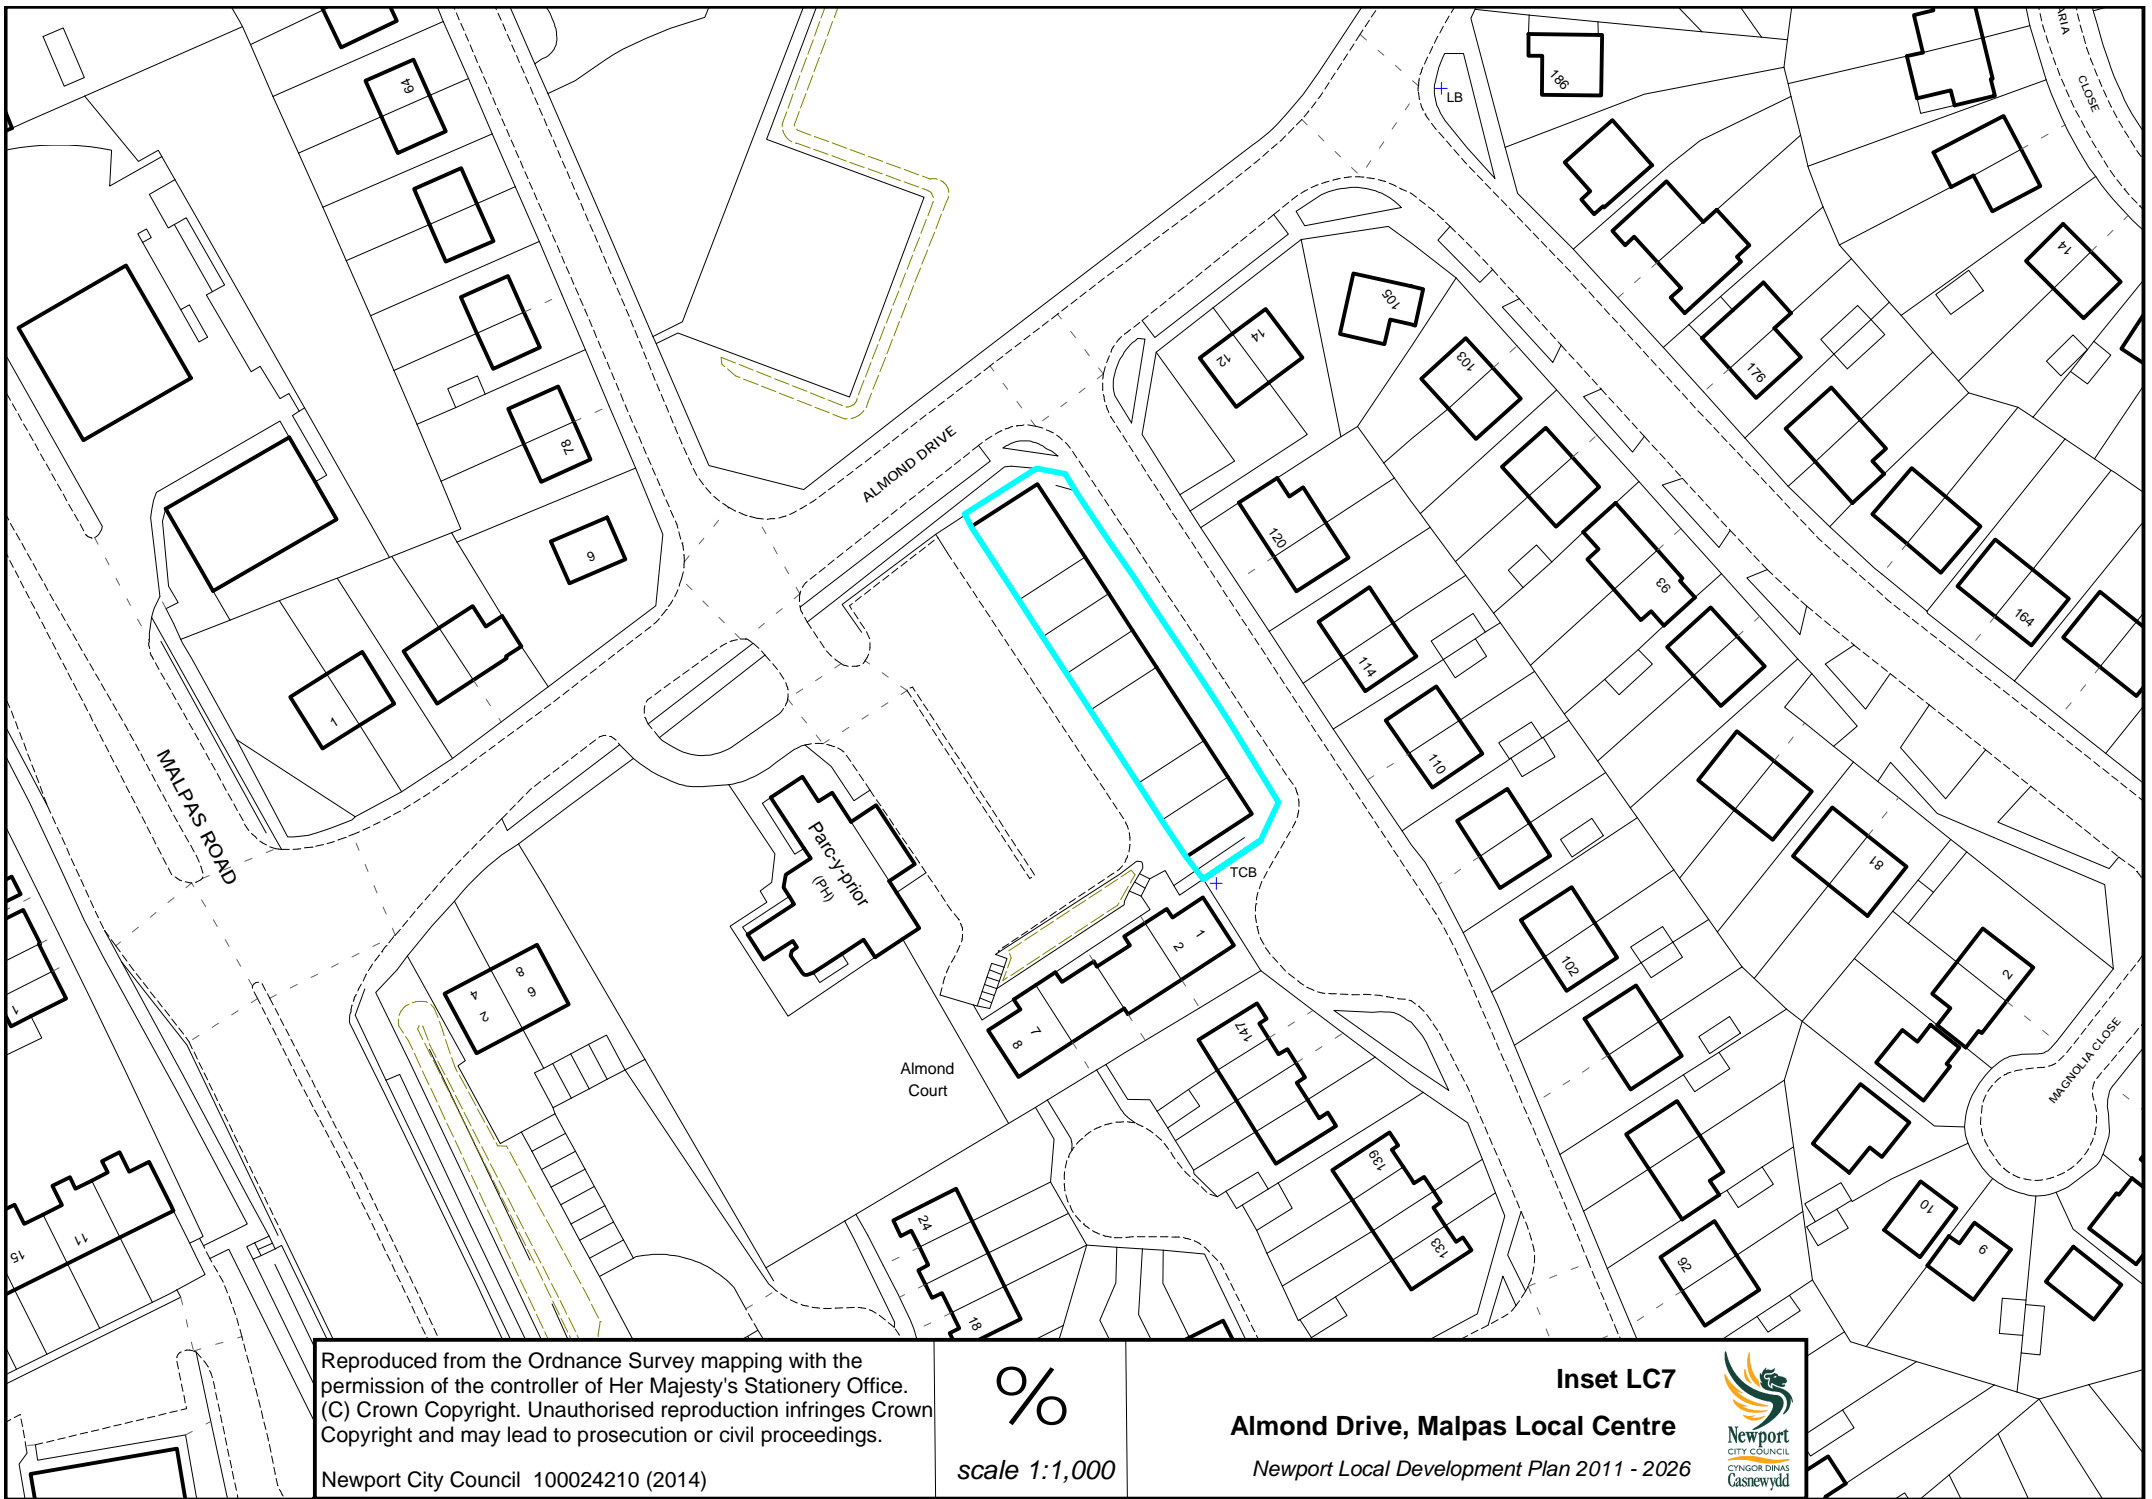 64
186
LB
ARIA
CLOSE
14
105
103
14
12
176
78
ALMOND DRIVE
120
93
164
9
114
1
110
MALPAS ROAD
Parc-y-prior
(PH)
TCB
81
102
1
2
2
8
6
4
2
1
7
8
147
MAGNOLIA CLOSE
Almond
Court
139
133
10
9
24
18
92
11
15
Reproduced from the Ordnance Survey mapping with the
permission of the controller of Her Majesty's Stationery Office.
(C) Crown Copyright. Unauthorised reproduction infringes Crown
Copyright and may lead to prosecution or civil proceedings.
Newport City Council 100024210 (2014)
%
scale 1:1,000
Inset LC7
Almond Drive, Malpas Local Centre
Newport Local Development Plan 2011 - 2026
Newport
CITY COUNCIL
CYNGOR DINAS
Casnewydd